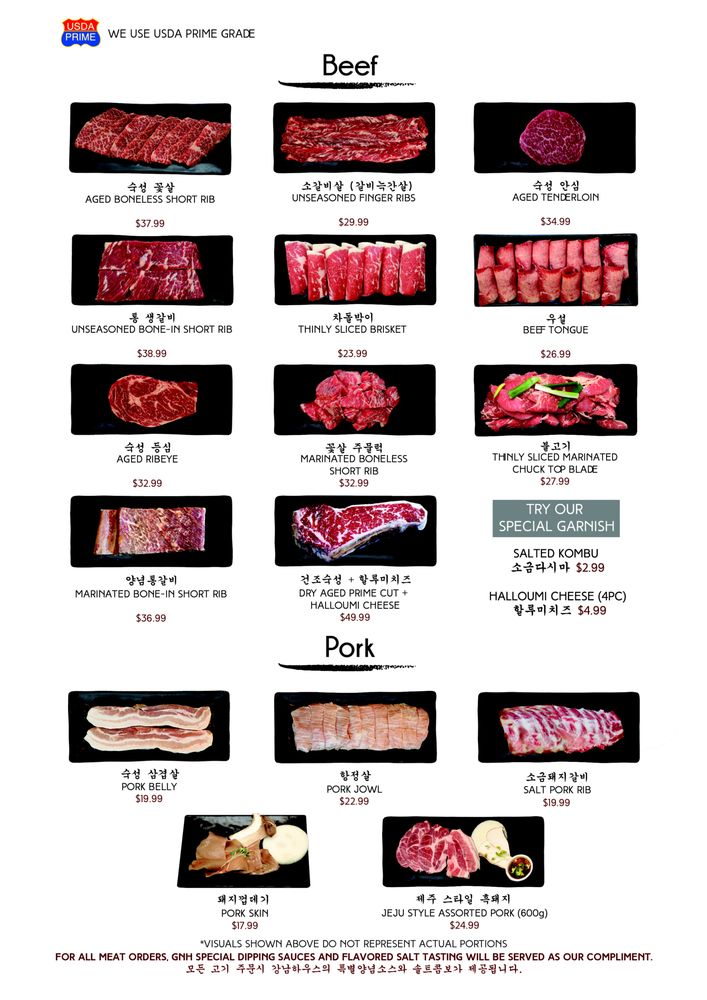 USDA
PRIME
WE USE USDA PRIME GRADE
Beef
숙성 꽃살
AGED BONELESS SHORT RIB
$37.99
소갈비살 (갈비늑간살)
UNSEASONED FINGER RIBS
$29.99
숙성 안심
AGED TENDERLOIN
$34.99
통 생갈비
UNSEASONED BONE-IN SHORT RIB
$38.99
차돌박이
THINLY SLICED BRISKET
$23.99
우설
BEEF TONGUE
$26.99
숙성 등심
AGED RIBEYE
$32.99
꽃살 주물럭
MARINATED BONELESS
SHORT RIB
$32.99
불고기
THINLY SLICED MARINATED
CHUCK TOP BLADE
$27.99
양념통갈비
MARINATED BONE-IN SHORT RIB
$36.99
건조숙성 + 할루미치즈
DRY AGED PRIME CUT +
HALLOUMI CHEESE
$49.99
TRY OUR
SPECIAL GARNISH
SALTED KOMBU
소금다시마 $2.99
HALLOUMI CHEESE (4PC)
할루미치즈 $4.99
Pork
숙성 삼겹살
PORK BELLY
$19.99
항정살
PORK JOWL
$22.99
소금돼지갈비
SALT PORK RIB
$19.99
돼지껍데기
PORK SKIN
$17.99
제주 스타일 흑돼지
JEJU STYLE ASSORTED PORK (600g)
$24.99
*VISUALS SHOWN ABOVE DO NOT REPRESENT ACTUAL PORTIONS
FOR ALL MEAT ORDERS, GNH SPECIAL DIPPING SAUCES AND FLAVORED SALT TASTING WILL BE SERVED AS OUR COMPLIMENT.
모든 고기 주문시 강남하우스의 특별양념소스와 솔트콤보가 제공됩니다.